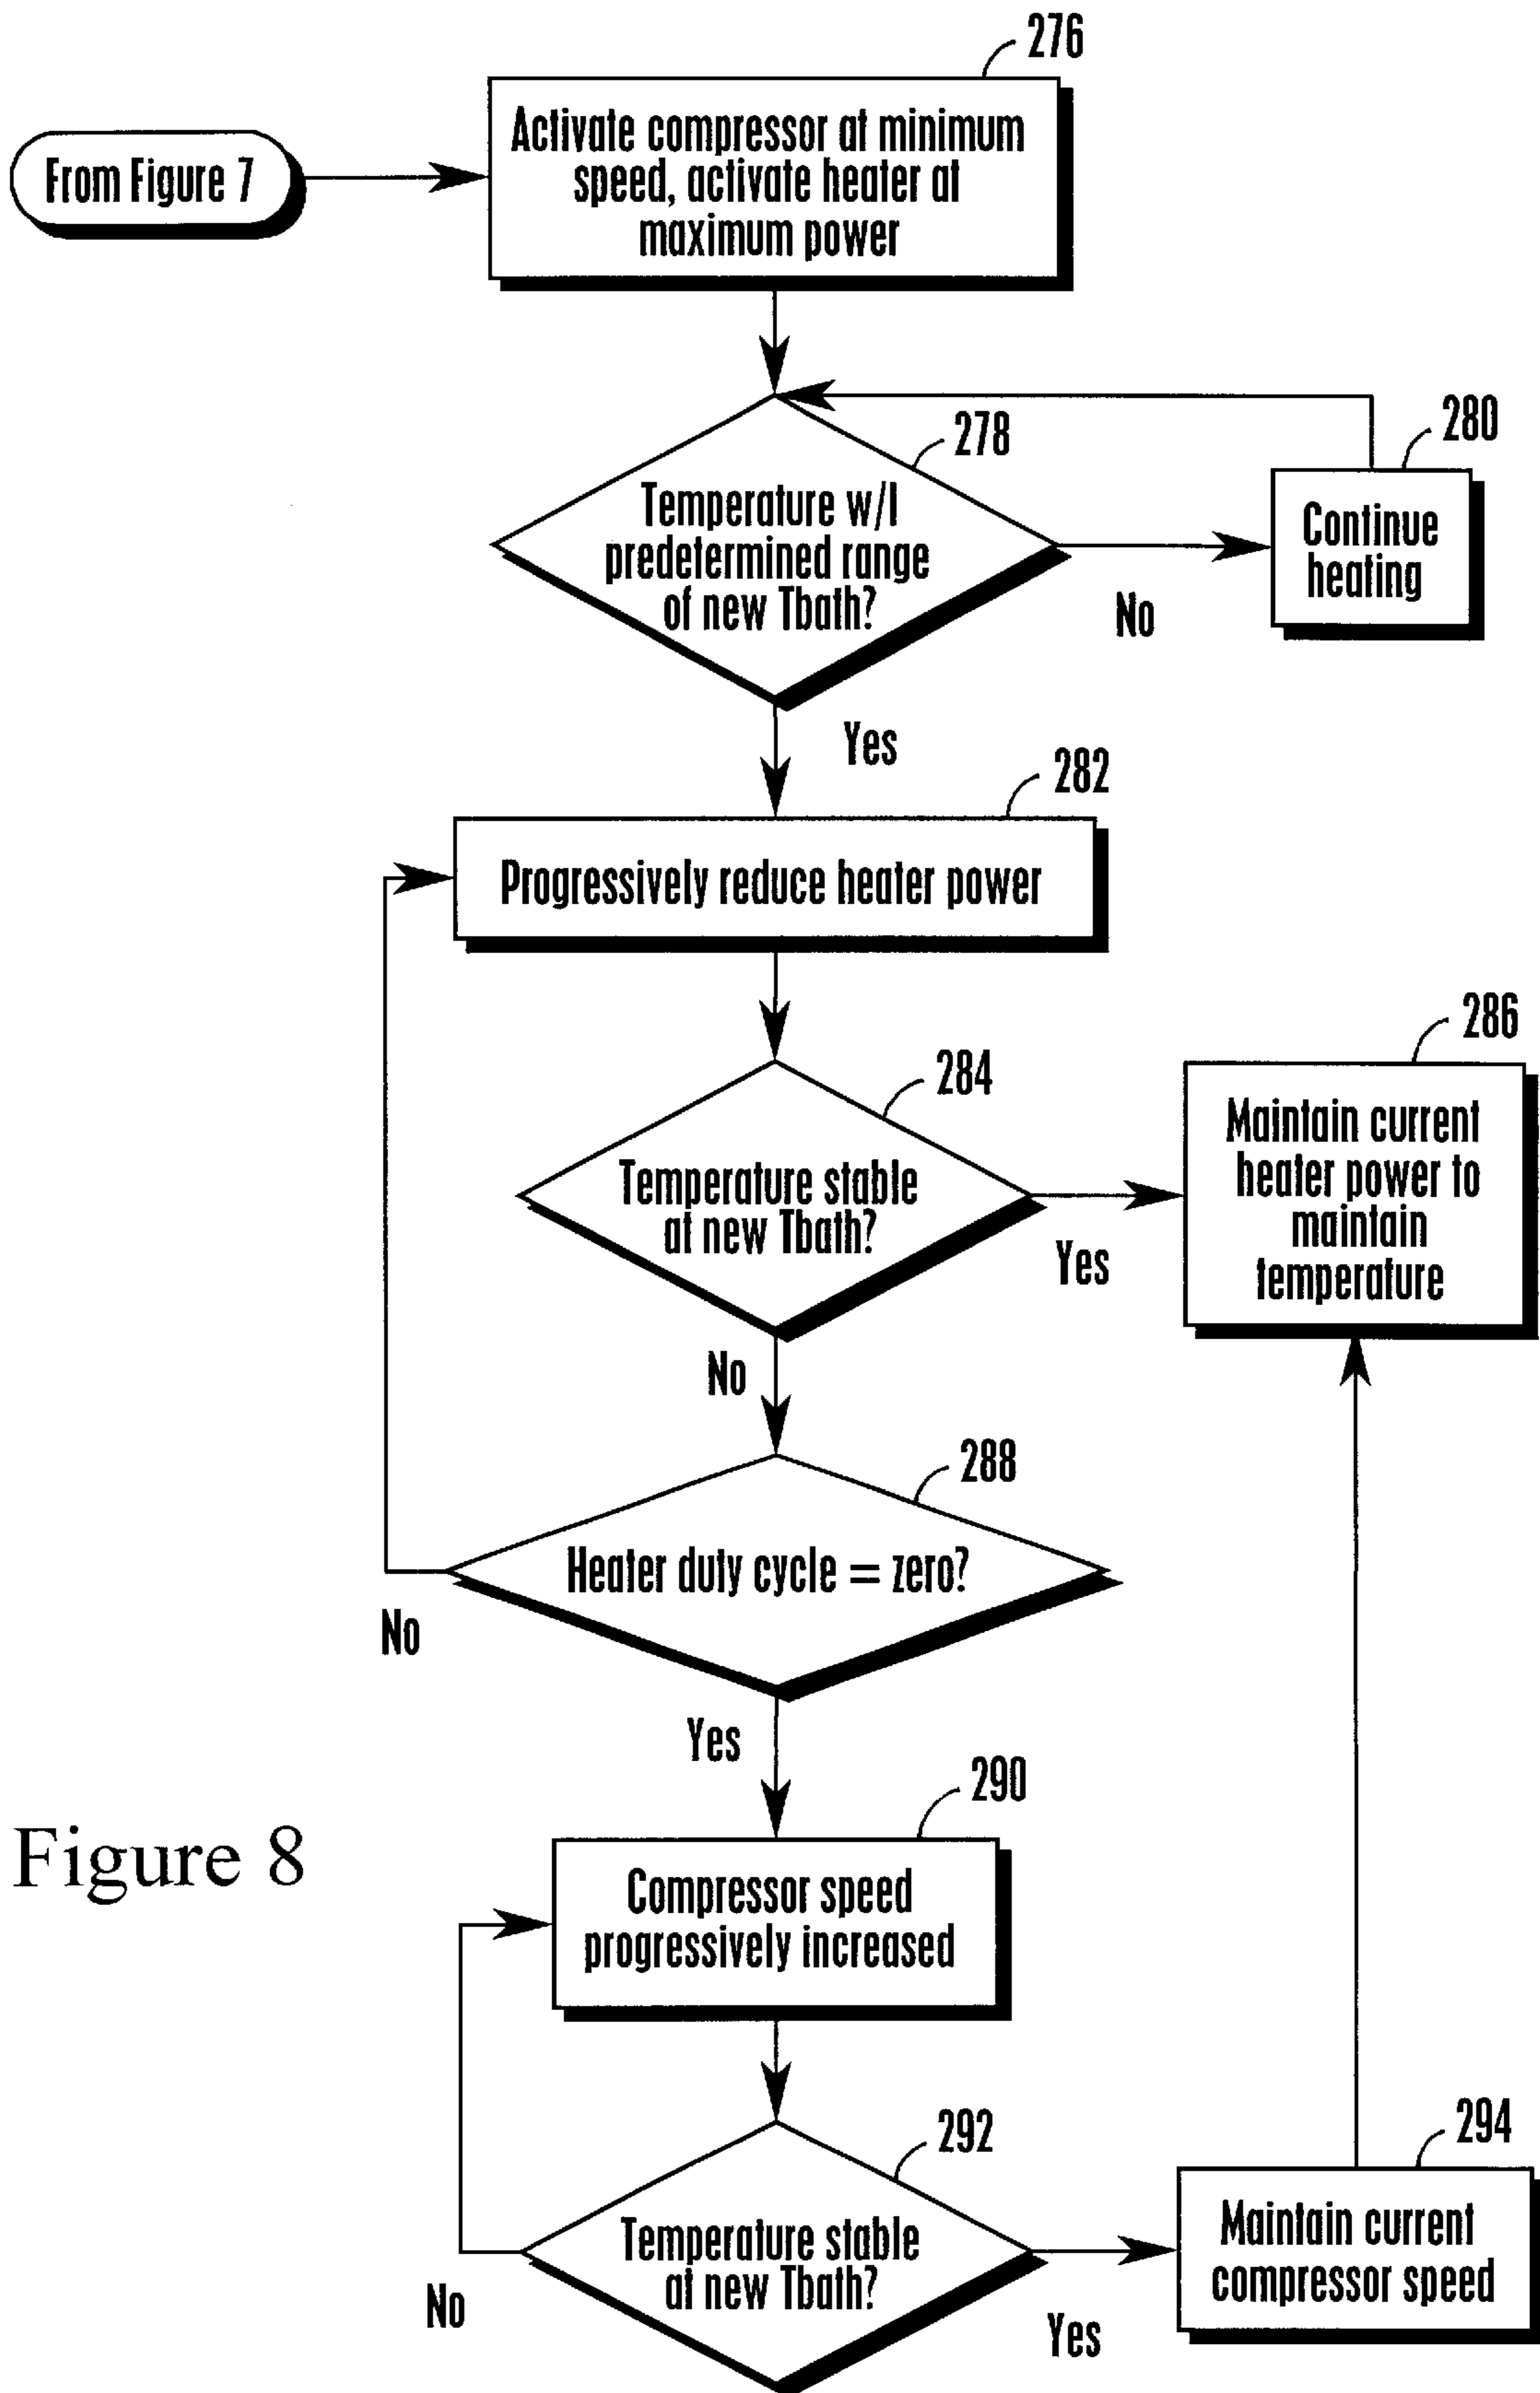 276
Activate compressor at minimum
speed, activate heater at
maximum power
From Figure 7
278
Temperature w/I
predetermined range
of new Tbath?
No
280
Continue
heating
Yes
282
Progressively reduce heater power
284
Temperature stable
at new Tbath?
Yes
286
Maintain current
heater power to
maintain
temperature
No
288
Heater duty cycle = zero?
No
Yes
290
Compressor speed
progressively increased
Figure 8
292
Temperature stable
at new Tbath?
No
Yes
294
Maintain current
compressor speed